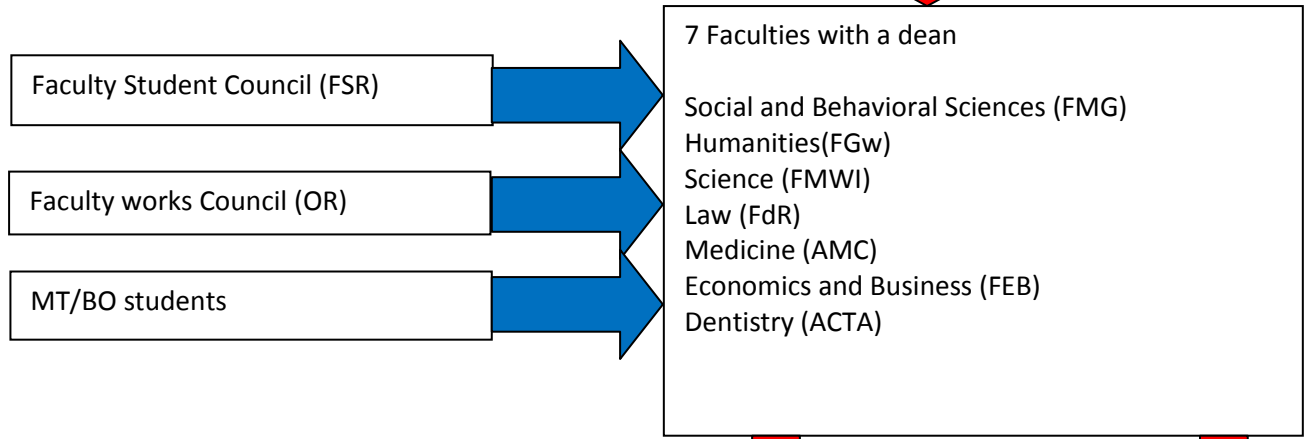 Faculty Student Council (FSR)
Faculty works Council (OR)
MT/BO students
7 Faculties with a dean
Social and Behavioral Sciences (FMG)
Humanities(FGw)
Science (FMWI)
Law (FdR)
Medicine (AMC)
Economics and Business (FEB)
Dentistry (ACTA)